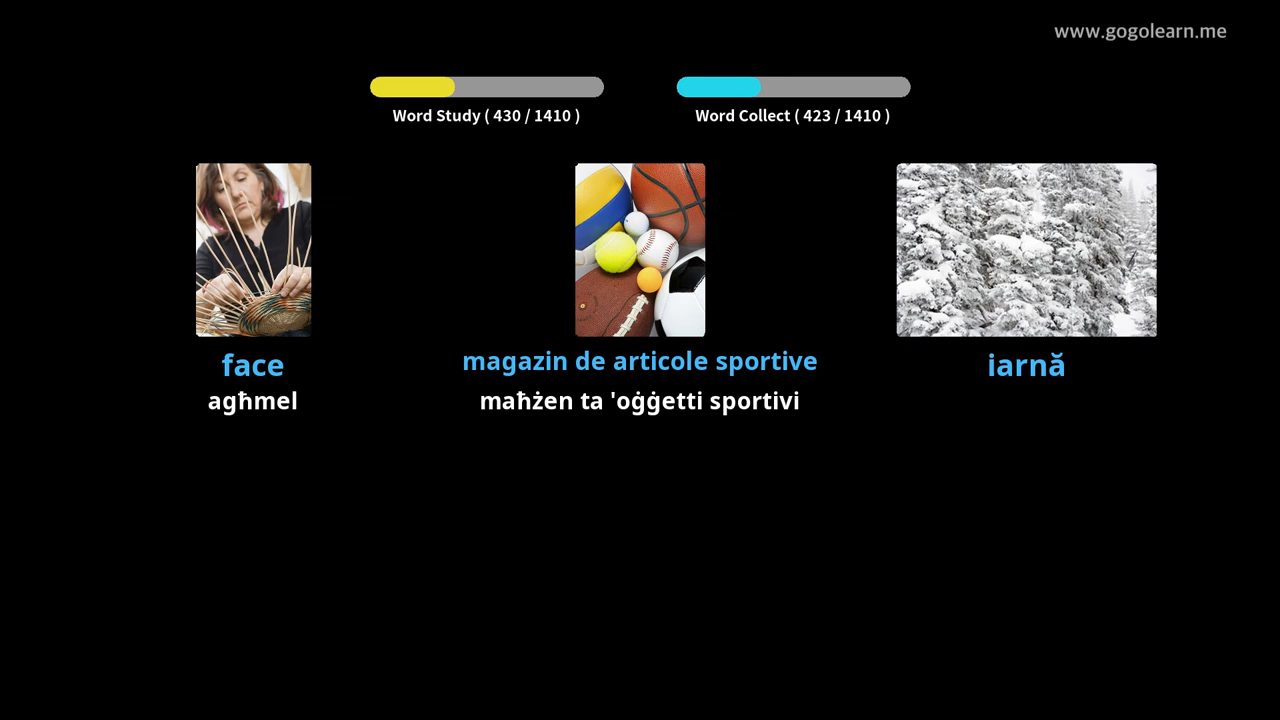 www.gogolearn.me
Word Study ( 430 / 1410 )
Word Collect ( 423 / 1410 )
face
agħmel
magazin de articole sportive
maħżen ta 'oġġetti sportivi
iarnă